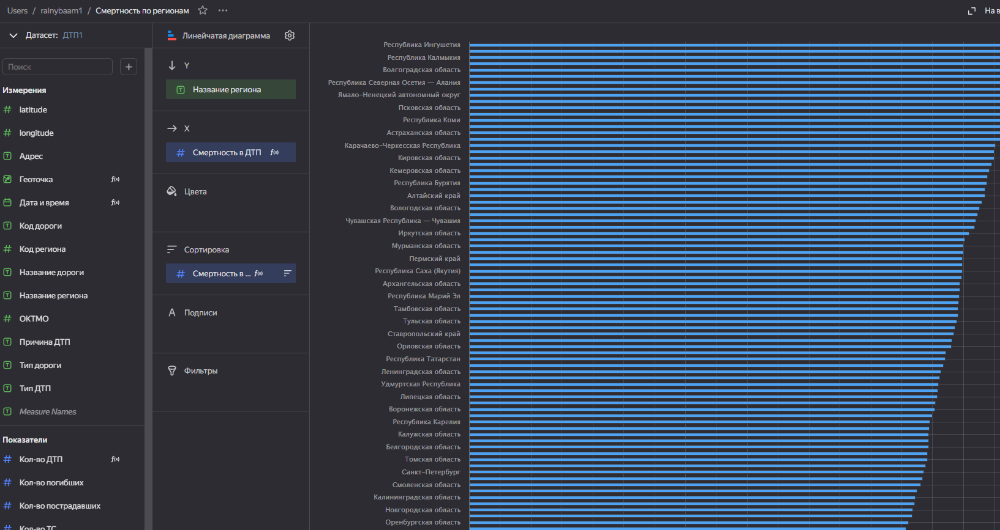 Users / rainybaam1 / Смертность по регионам
На в
Датасет: ДТП1
Поиск
Измерения
latitude
longitude
Адрес
Геоточка f(x)
Дата и время f(x)
Код дороги
Код региона
Название дороги
Название региона
ОКТМО
Причина ДТП
Тип дороги
Тип ДТП
Measure Names
Показатели
Кол-во ДТП f(x)
Кол-во погибших
Кол-во пострадавших
Кол-во ТС
Линейчатая диаграмма
Y
Название региона
X
Смертность в ДТП f(x)
Цвета
Сортировка
Смертность в ... f(x)
Подписи
Фильтры
Республика Ингушетия
Республика Калмыкия
Волгоградская область
Республика Северная Осетия — Алания
Ямало-Ненецкий автономный округ
Псковская область
Республика Коми
Астраханская область
Карачаево-Черкесская Республика
Кировская область
Кемеровская область
Республика Бурятия
Алтайский край
Вологодская область
Чувашская Республика — Чувашия
Иркутская область
Мурманская область
Пермский край
Республика Саха (Якутия)
Архангельская область
Республика Марий Эл
Тамбовская область
Тульская область
Ставропольский край
Орловская область
Республика Татарстан
Ленинградская область
Удмуртская Республика
Липецкая область
Воронежская область
Республика Карелия
Калужская область
Белгородская область
Томская область
Санкт-Петербург
Смоленская область
Калининградская область
Новгородская область
Оренбургская область